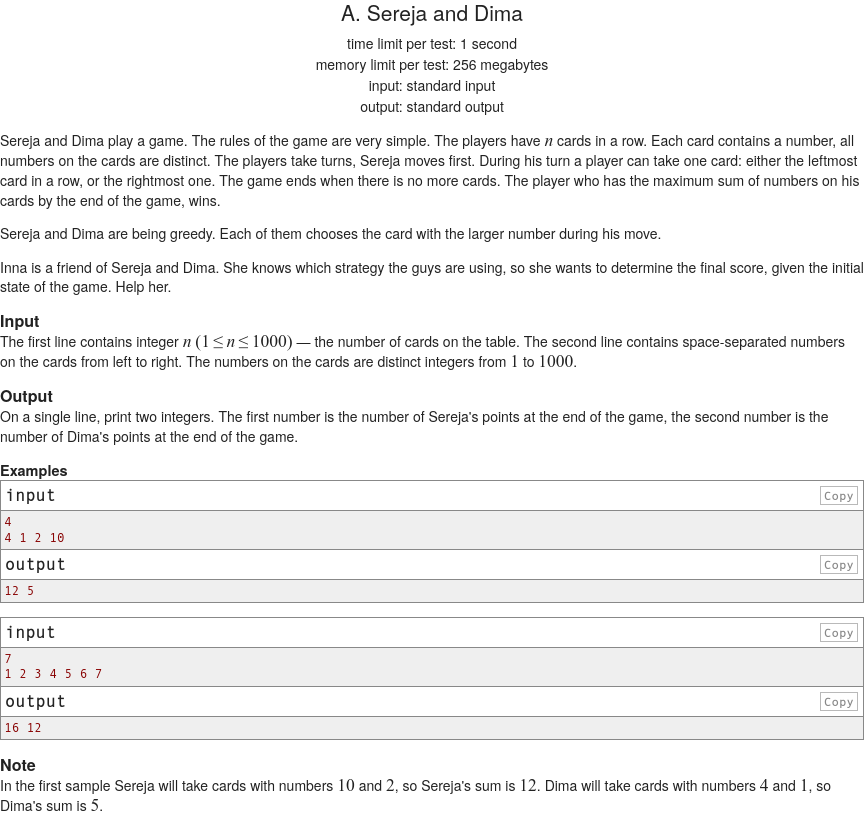 A. Sereja and Dima
time limit per test: 1 second
memory limit per test: 256 megabytes
input: standard input
output: standard output
Sereja and Dima play a game. The rules of the game are very simple. The players have n cards in a row. Each card contains a number, all
numbers on the cards are distinct. The players take turns, Sereja moves first. During his turn a player can take one card: either the leftmost
card in a row, or the rightmost one. The game ends when there is no more cards. The player who has the maximum sum of numbers on his
cards by the end of the game, wins.
Sereja and Dima are being greedy. Each of them chooses the card with the larger number during his move.
Inna is a friend of Sereja and Dima. She knows which strategy the guys are using, so she wants to determine the final score, given the initial
state of the game. Help her.
Input
The first line contains integer n (1 ≤ n ≤ 1000) — the number of cards on the table. The second line contains space-separated numbers
on the cards from left to right. The numbers on the cards are distinct integers from 1 to 1000.
Output
On a single line, print two integers. The first number is the number of Sereja's points at the end of the game, the second number is the
number of Dima's points at the end of the game.
Examples
input Copy
4
4 1 2 10
output Copy
12 5
input Copy
7
1 2 3 4 5 6 7
output Copy
16 12
Note
In the first sample Sereja will take cards with numbers 10 and 2, so Sereja's sum is 12. Dima will take cards with numbers 4 and 1, so
Dima's sum is 5.